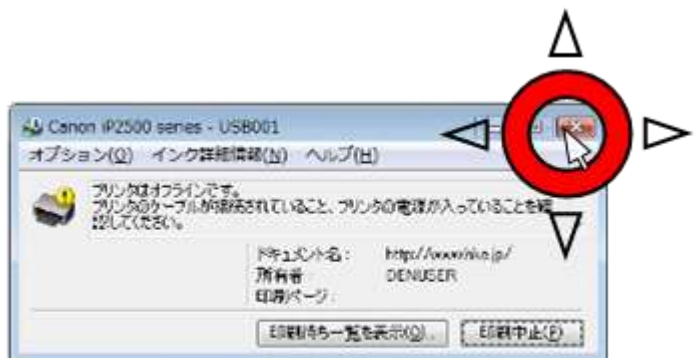 Canon iP2500 series - USB001
オプション(O) インク詳細情報(N) ヘルプ(H)
プリンタはオフラインです。
プリンタのケーブルが接続されていること、プリンタの電源が入っていることを確
認してください。
ドキュメント名:
所有者 DENUSER
印刷ページ:
印刷待ち一覧を表示(Q)... 印刷中止(P)